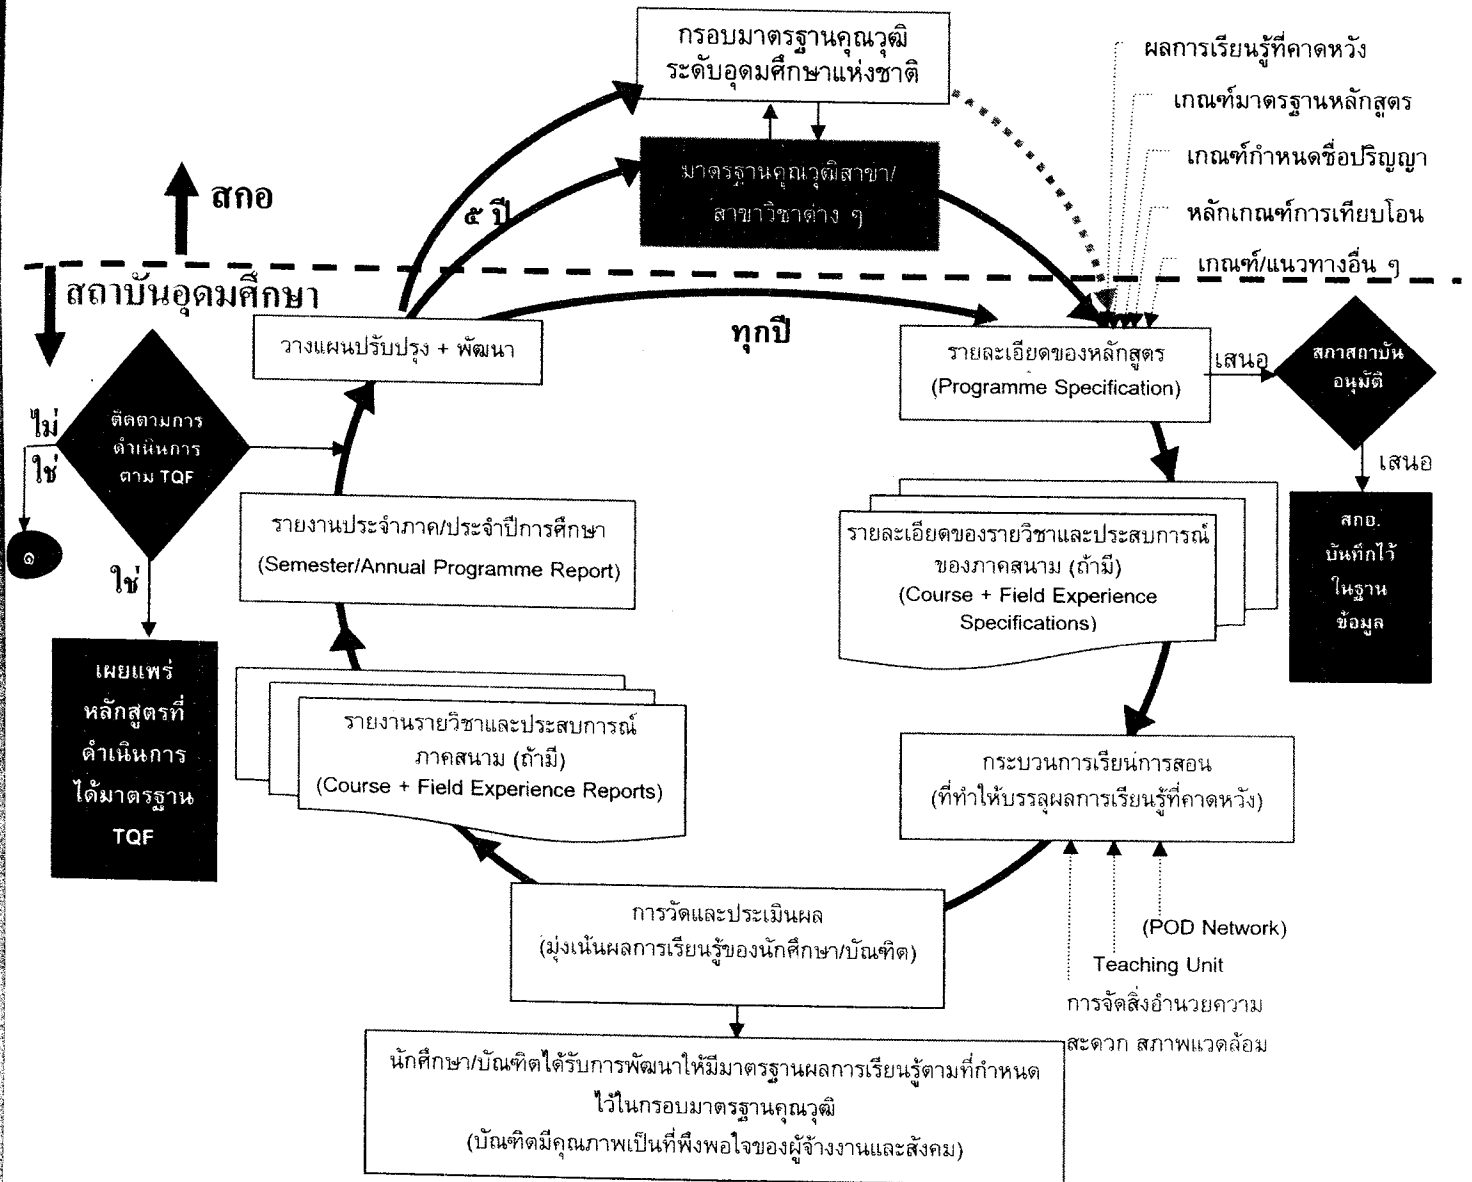 กรอบมาตรฐานคุณวุฒิ
ระดับอุดมศึกษาแห่งชาติ
ผลการเรียนรู้ที่คาดหวัง
เกณฑ์มาตรฐานหลักสูตร
เกณฑ์กำหนดชื่อปริญญา
หลักเกณฑ์การเทียบโอน
เกณฑ์/แนวทางอื่น ๆ
มาตรฐานคุณวุฒิสาขา/
สาขาวิชาต่าง ๆ
สกอ
๕ ปี
สถาบันอุดมศึกษา
วางแผนปรับปรุง + พัฒนา
ทุกปี
รายละเอียดของหลักสูตร
(Programme Specification)
เสนอ
สภาสถาบัน
อนุมัติ
เสนอ
สกอ.
บันทึกไว้
ในฐาน
ข้อมูล
ไม่
ใช่
ติดตามการ
ดำเนินการ
ตาม TQF
๑
ใช่
เผยแพร่
หลักสูตรที่
ดำเนินการ
ได้มาตรฐาน
TQF
รายงานประจำภาค/ประจำปีการศึกษา
(Semester/Annual Programme Report)
รายละเอียดของรายวิชาและประสบการณ์
ของภาคสนาม (ถ้ามี)
(Course + Field Experience
Specifications)
รายงานรายวิชาและประสบการณ์
ภาคสนาม (ถ้ามี)
(Course + Field Experience Reports)
กระบวนการเรียนการสอน
(ที่ทำให้บรรลุผลการเรียนรู้ที่คาดหวัง)
การวัดและประเมินผล
(มุ่งเน้นผลการเรียนรู้ของนักศึกษา/บัณฑิต)
(POD Network)
Teaching Unit
การจัดสิ่งอำนวยความ
สะดวก สภาพแวดล้อม
นักศึกษา/บัณฑิตได้รับการพัฒนาให้มีมาตรฐานผลการเรียนรู้ตามที่กำหนด
ไว้ในกรอบมาตรฐานคุณวุฒิ
(บัณฑิตมีคุณภาพเป็นที่พึงพอใจของผู้จ้างงานและสังคม)